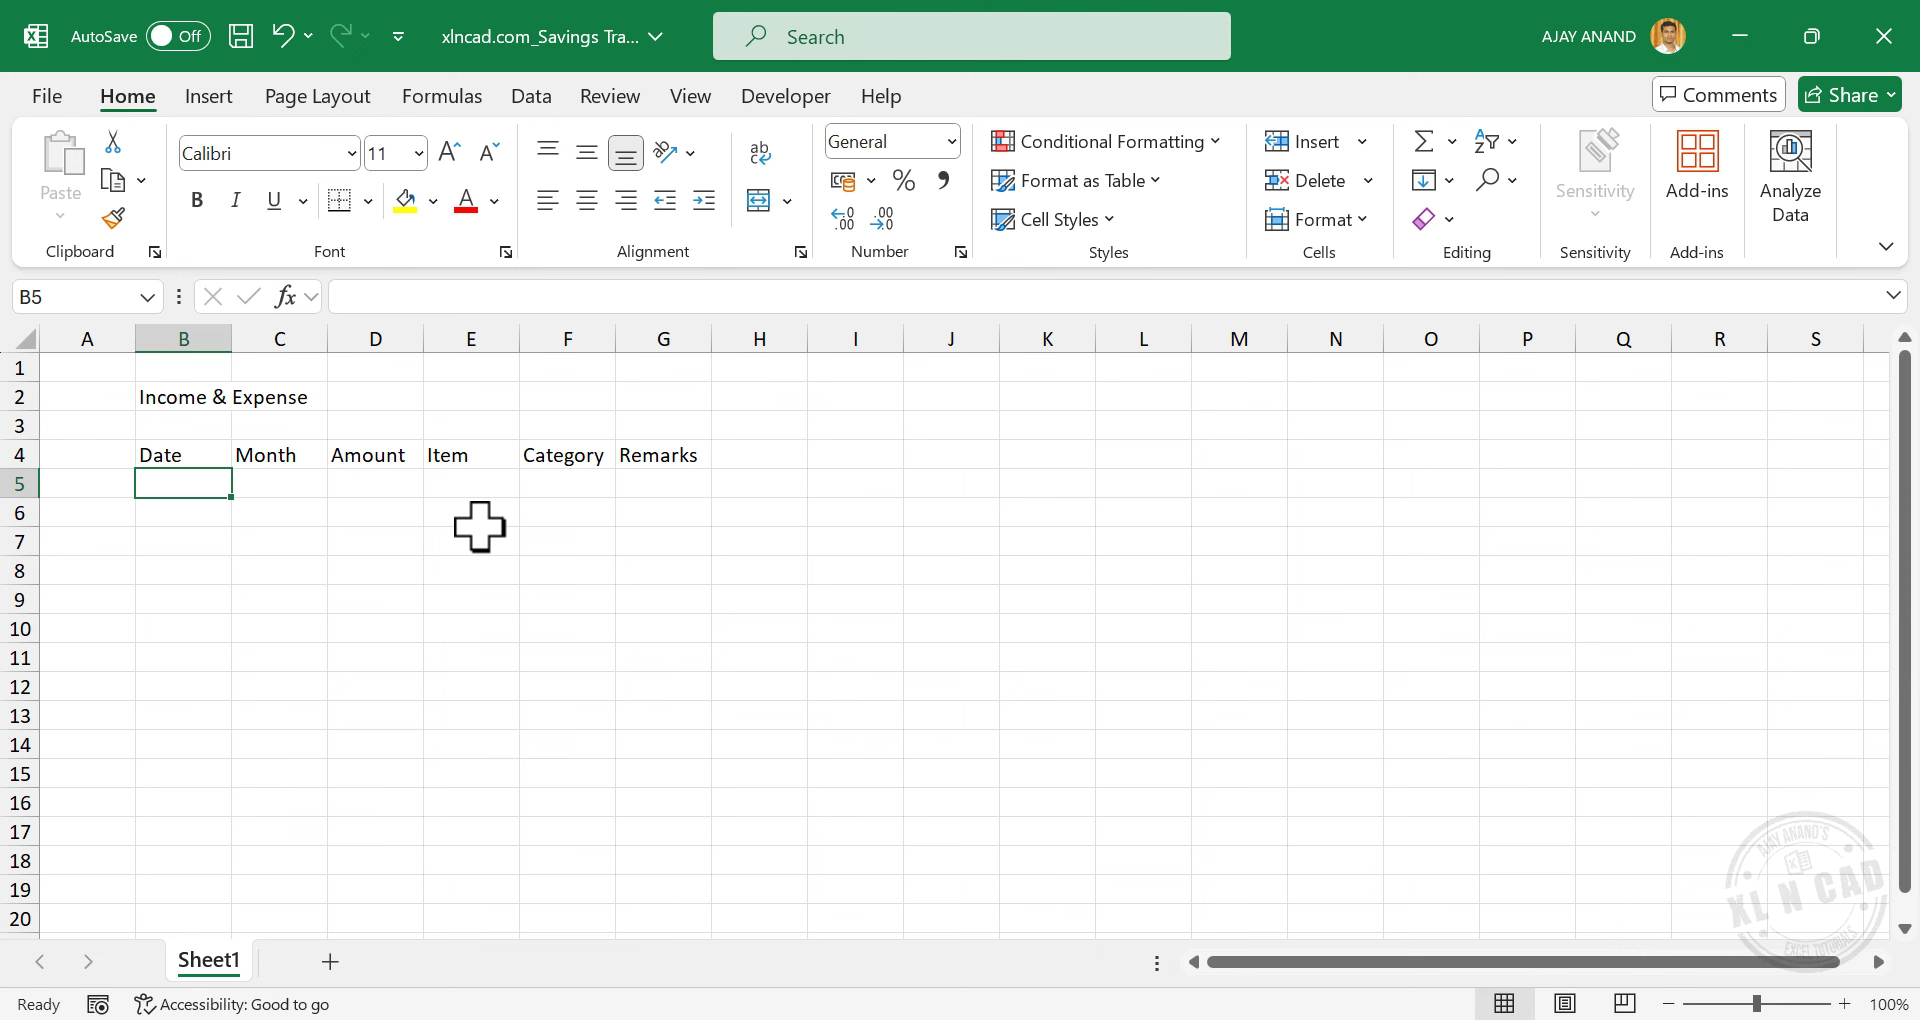 AutoSave Off xlncad.com_Savings Tra... Search AJAY ANAND
File Home Insert Page Layout Formulas Data Review View Developer Help Comments Share
Paste
Clipboard
Calibri 11
B I U
Font
Alignment
General
Number
Conditional Formatting
Format as Table
Cell Styles
Styles
Insert
Delete
Format
Cells
Editing
Sensitivity
Sensitivity
Add-ins
Add-ins
Analyze
Data
B5 fx
A B C D E F G H I J K L M N O P Q R S
1
2 Income & Expense
3
4 Date Month Amount Item Category Remarks
5
6
7
8
9
10
11
12
13
14
15
16
17
18
19
20
AJAY ANAND'S
XL N CAD
EXCEL TUTORIALS
Sheet1
Ready Accessibility: Good to go 100%